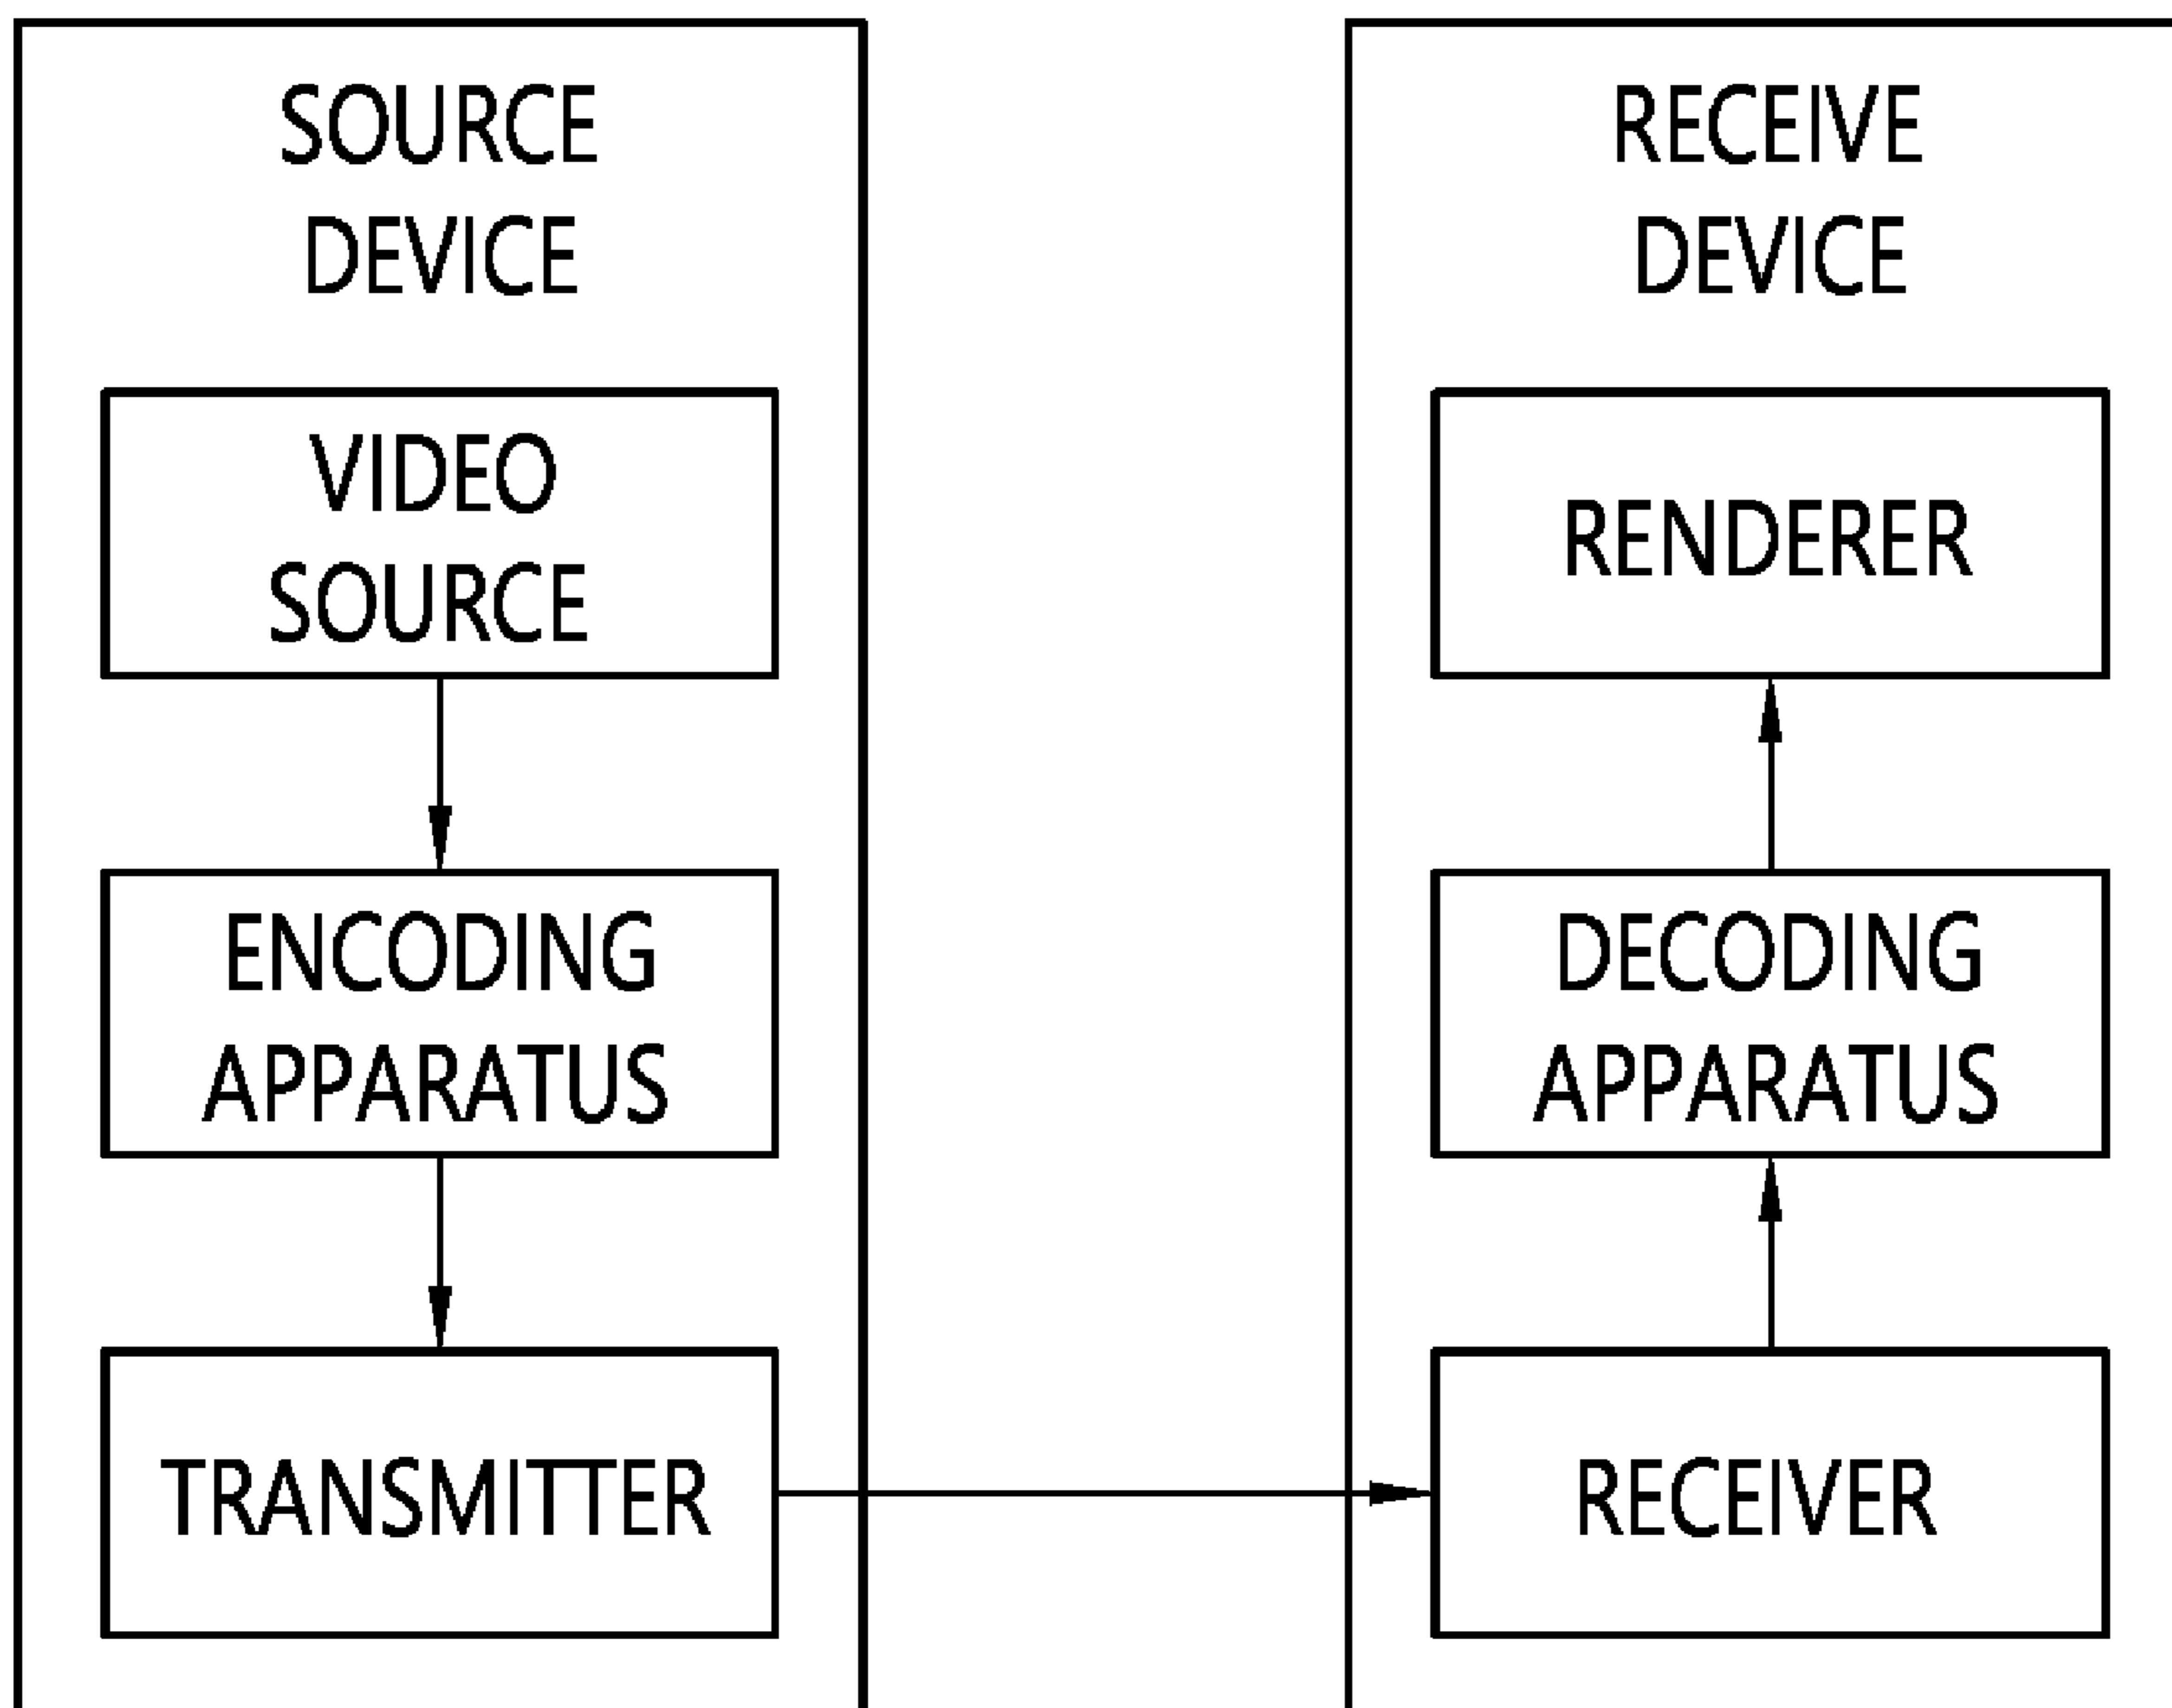 SOURCE
DEVICE
VIDEO
SOURCE
ENCODING
APPARATUS
TRANSMITTER
RECEIVE
DEVICE
RENDERER
DECODING
APPARATUS
RECEIVER